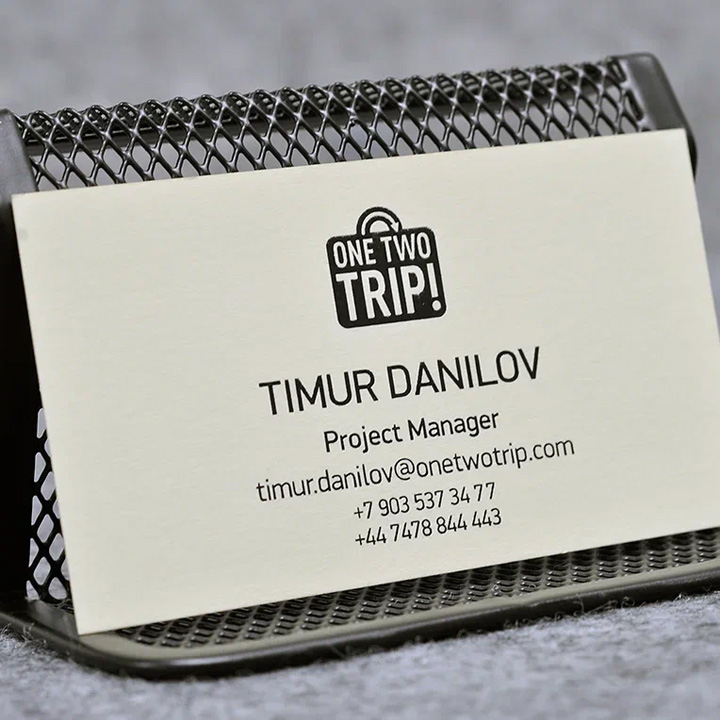 ONE TWO
TRIP!
TIMUR DANILOV
Project Manager
timur.danilov@onetwotrip.com
+7 903 537 34 77
+44 7478 844 443